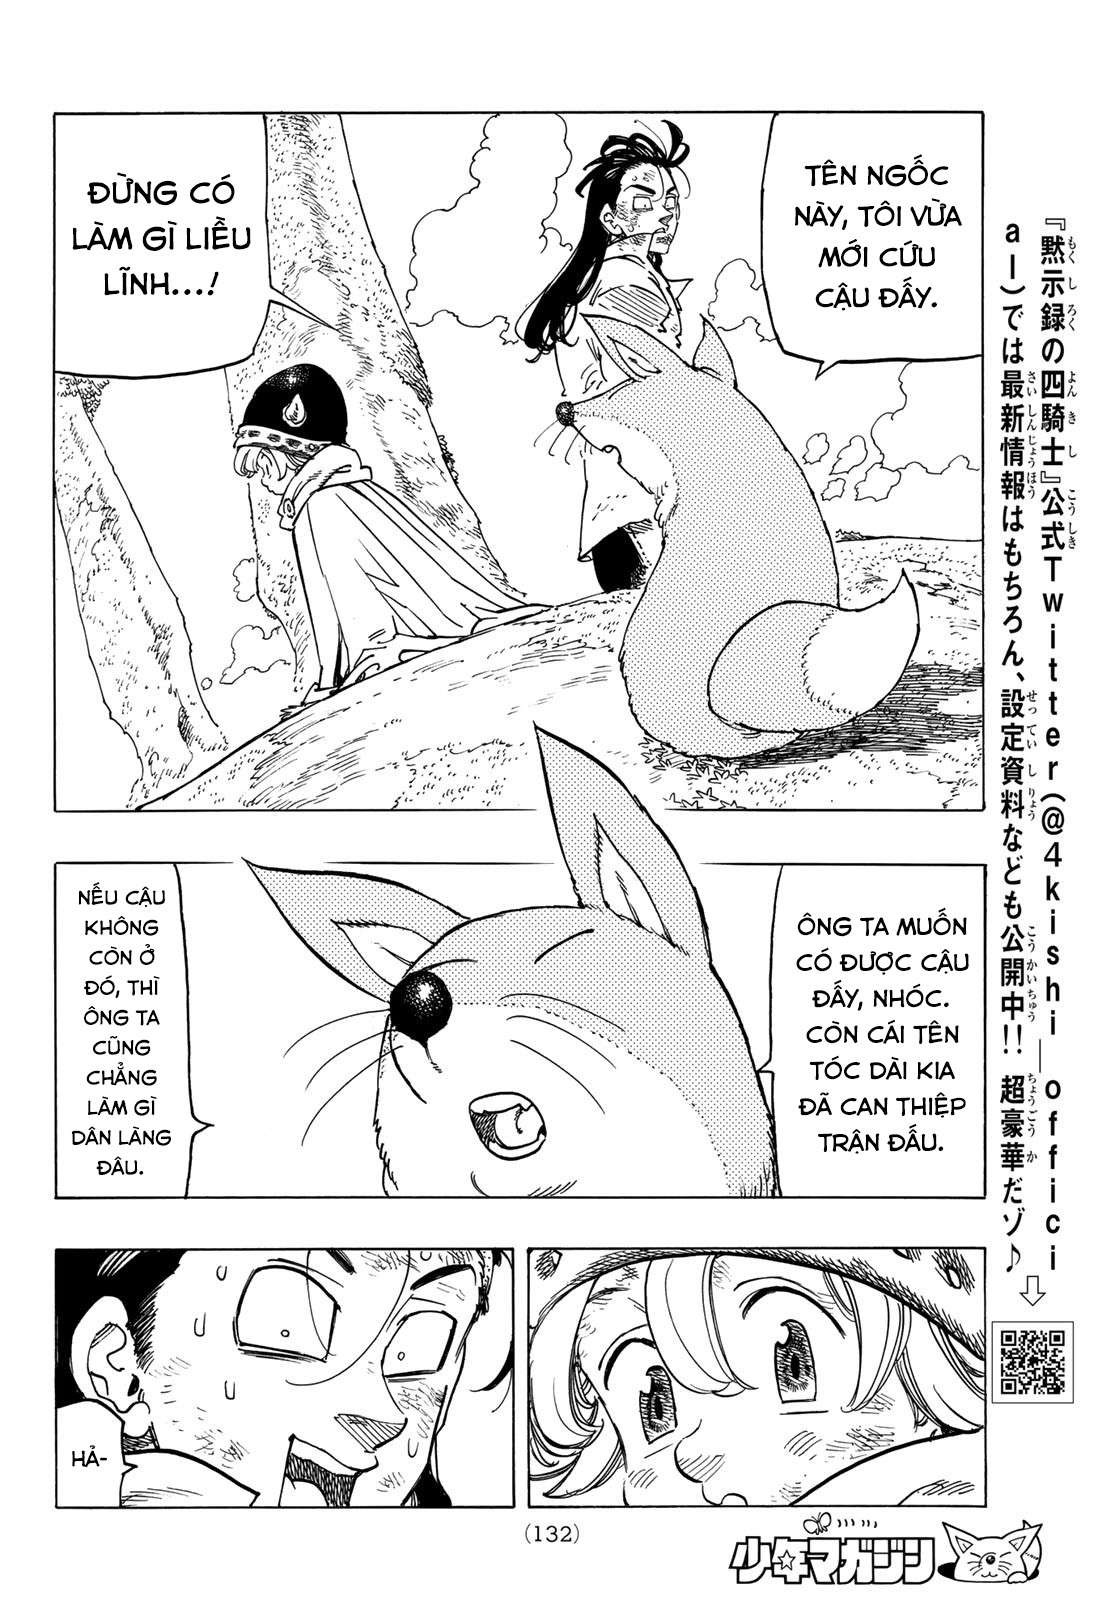 TÊN NGỐC
NÀY, TÔI VỪA
MỚI CỨU
CẬU ĐẤY.
ĐỪNG CÓ
LÀM GÌ LIỀU
LĨNH...!
ÔNG TA MUỐN
CÓ ĐƯỢC CẬU
ĐẤY, NHÓC.
CÒN CÁI TÊN
TÓC DÀI KIA
ĐÃ CAN THIỆP
TRẬN ĐẤU.
NẾU CẬU
KHÔNG
CÒN Ở
ĐÓ, THÌ
ÔNG TA
CŨNG
CHẲNG
LÀM GÌ
DÂN LÀNG
ĐÂU.
HẢ-
『黙示録の四騎士』公式Twitter(@4kishi_offici
al)では最新情報はもちろん、設定資料なども公開中!! 超豪華だゾ♪⇩
(132)
少年マガジン